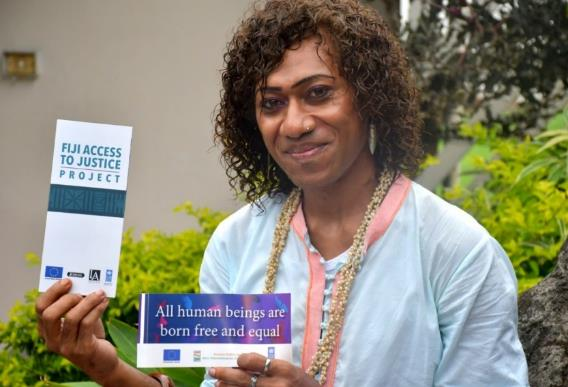 FIJI ACCESS
TO JUSTICE
PROJECT
All human beings are
born free and equal